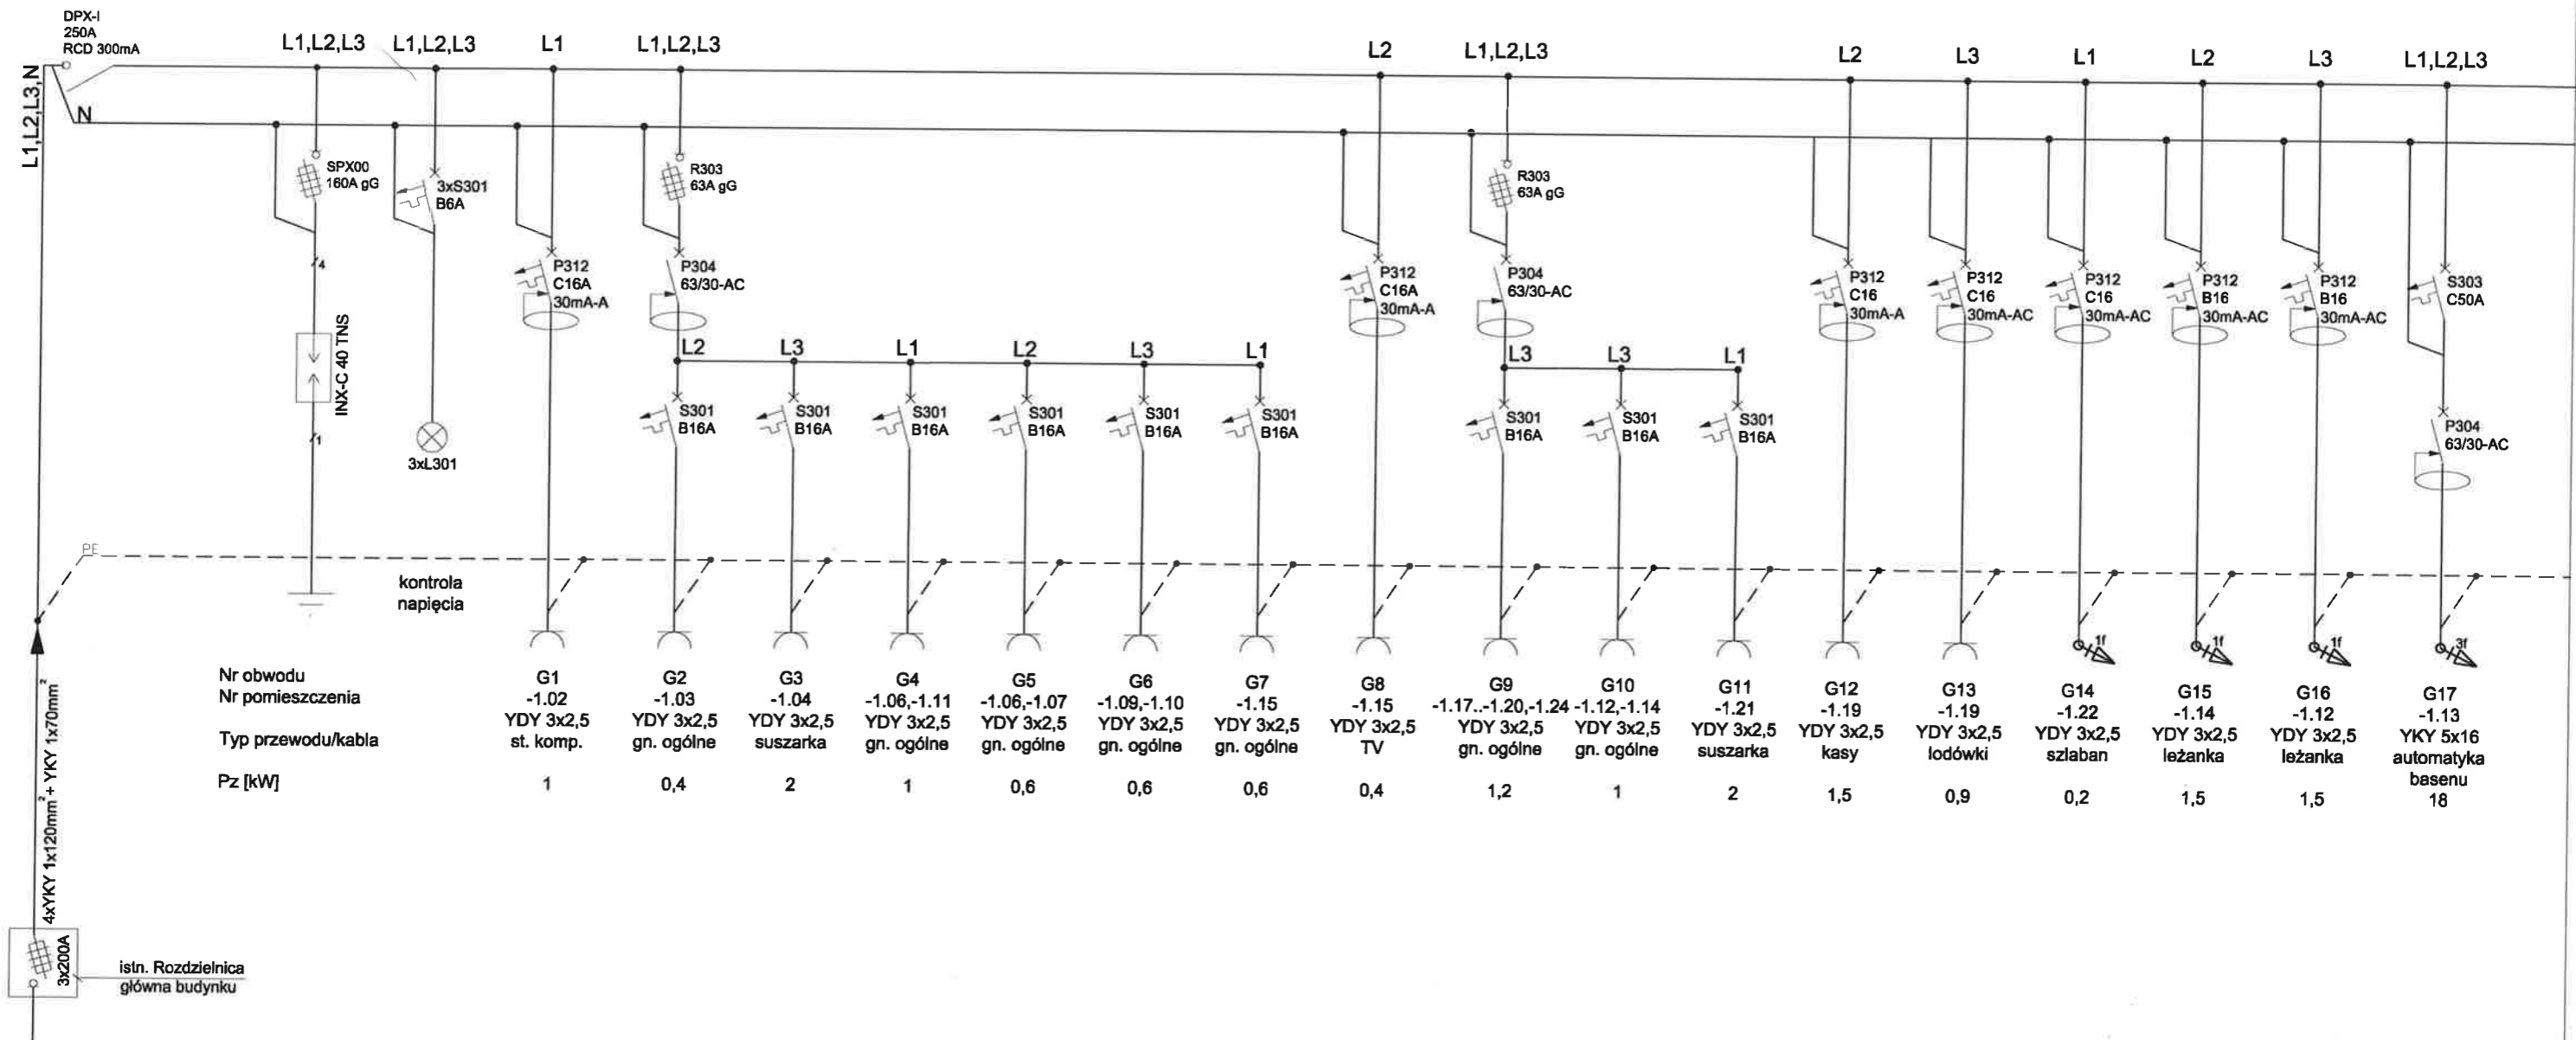 DPX-I
250A
RCD 300mA
L1,L2,L3,N
N
L1,L2,L3
L1,L2,L3
L1
L1,L2,L3
L2
L1,L2,L3
L2
L3
L1
L2
L3
L1,L2,L3
SPX00
160A gG
4
INX-C 40 TNS
1
3xS301
B6A
3xL301
P312
C16A
30mA-A
R303
63A gG
P304
63/30-AC
L2
L3
L1
L2
L3
L1
S301
B16A
S301
B16A
S301
B16A
S301
B16A
S301
B16A
S301
B16A
P312
C16A
30mA-A
R303
63A gG
P304
63/30-AC
L3
L3
L1
S301
B16A
S301
B16A
S301
B16A
P312
C16
30mA-A
P312
C16
30mA-AC
P312
C16
30mA-AC
P312
B16
30mA-AC
P312
B16
30mA-AC
S303
C50A
P304
63/30-AC
PE
kontrola
napięcia
1f
1f
1f
3f
Nr obwodu G1 G2 G3 G4 G5 G6 G7 G8 G9 G10 G11 G12 G13 G14 G15 G16 G17
Nr pomieszczenia -1.02 -1.03 -1.04 -1.06,-1.11 -1.06,-1.07 -1.09,-1.10 -1.15 -1.15 -1.17..-1.20,-1.24 -1.12,-1.14 -1.21 -1.19 -1.19 -1.22 -1.14 -1.12 -1.13
YDY 3x2,5 YDY 3x2,5 YDY 3x2,5 YDY 3x2,5 YDY 3x2,5 YDY 3x2,5 YDY 3x2,5 YDY 3x2,5 YDY 3x2,5 YDY 3x2,5 YDY 3x2,5 YDY 3x2,5 YDY 3x2,5 YDY 3x2,5 YDY 3x2,5 YDY 3x2,5 YKY 5x16
Typ przewodu/kabla st. komp. gn. ogólne suszarka gn. ogólne gn. ogólne gn. ogólne gn. ogólne TV gn. ogólne gn. ogólne suszarka kasy lodówki szlaban leżanka leżanka automatyka
basenu
Pz [kW] 1 0,4 2 1 0,6 0,6 0,6 0,4 1,2 1 2 1,5 0,9 0,2 1,5 1,5 18
4xYKY 1x120mm² + YKY 1x70mm²
3x200A
istn. Rozdzielnica
główna budynku